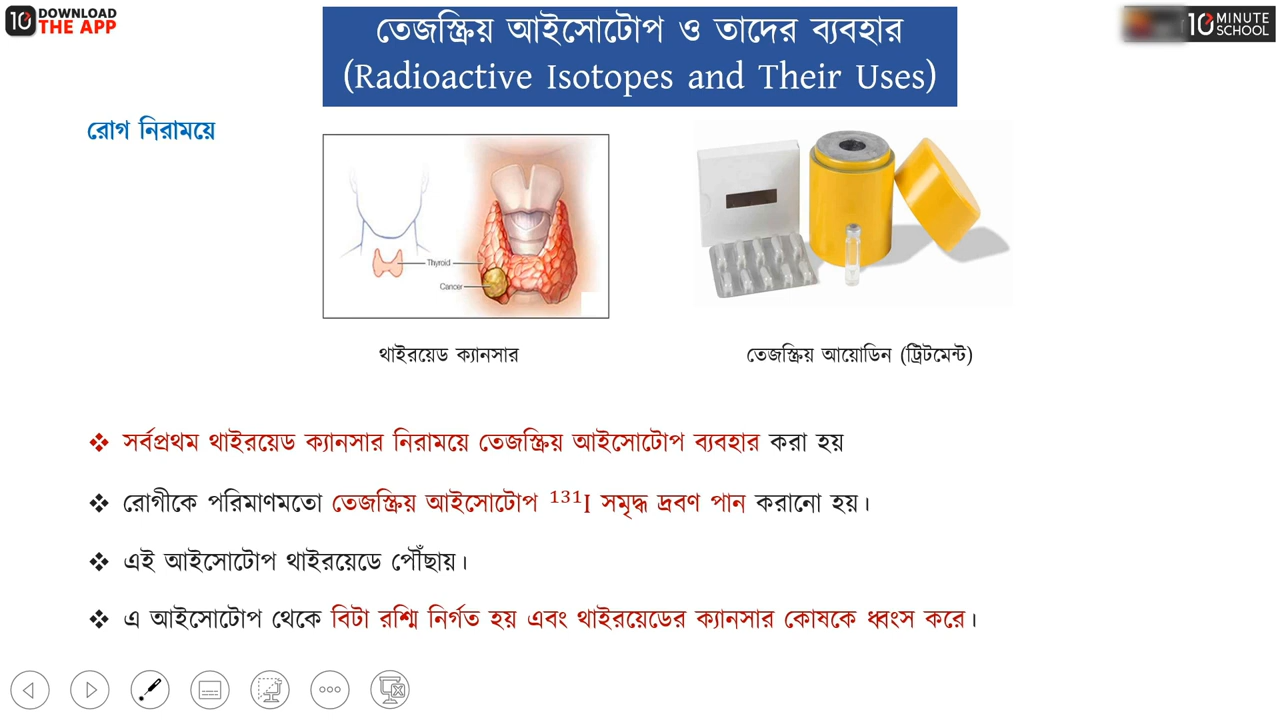 DOWNLOAD
THE APP
10 MINUTE
SCHOOL
তেজস্ক্রিয় আইসোটোপ ও তাদের ব্যবহার
(Radioactive Isotopes and Their Uses)
রোগ নিরাময়ে
Thyroid
Cancer
থাইরয়েড ক্যানসার
তেজস্ক্রিয় আয়োডিন (ট্রিটমেন্ট)
❖ সর্বপ্রথম থাইরয়েড ক্যানসার নিরাময়ে তেজস্ক্রিয় আইসোটোপ ব্যবহার করা হয়
❖ রোগীকে পরিমাণমতো তেজস্ক্রিয় আইসোটোপ ¹³¹I সমৃদ্ধ দ্রবণ পান করানো হয়।
❖ এই আইসোটোপ থাইরয়েডে পৌঁছায়।
❖ এ আইসোটোপ থেকে বিটা রশ্মি নির্গত হয় এবং থাইরয়েডের ক্যানসার কোষকে ধ্বংস করে।